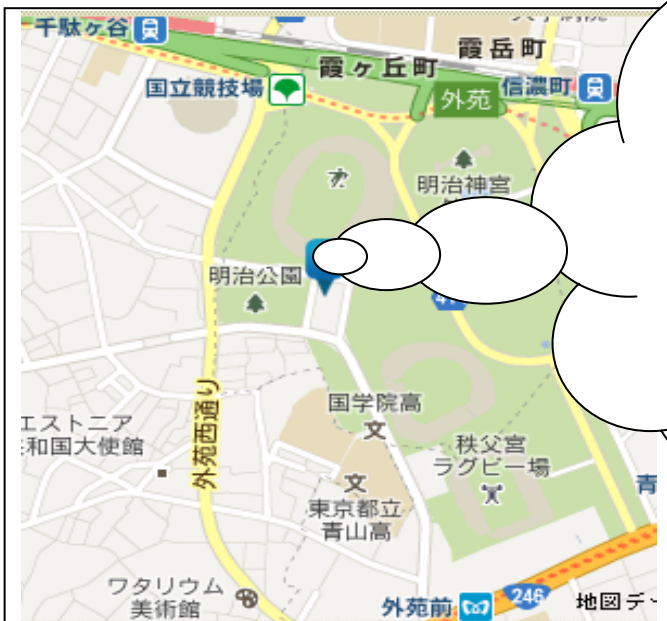 千駄ヶ谷
霞岳町
霞ヶ丘町
国立競技場
信濃町
外苑
明治神宮
明治公園
外苑西通り
国学院高
文
エストニア
和国大使館
秩父宮
ラグビー場
文
東京都立
青山高
青
ワタリウム
美術館
外苑前
246
地図デー